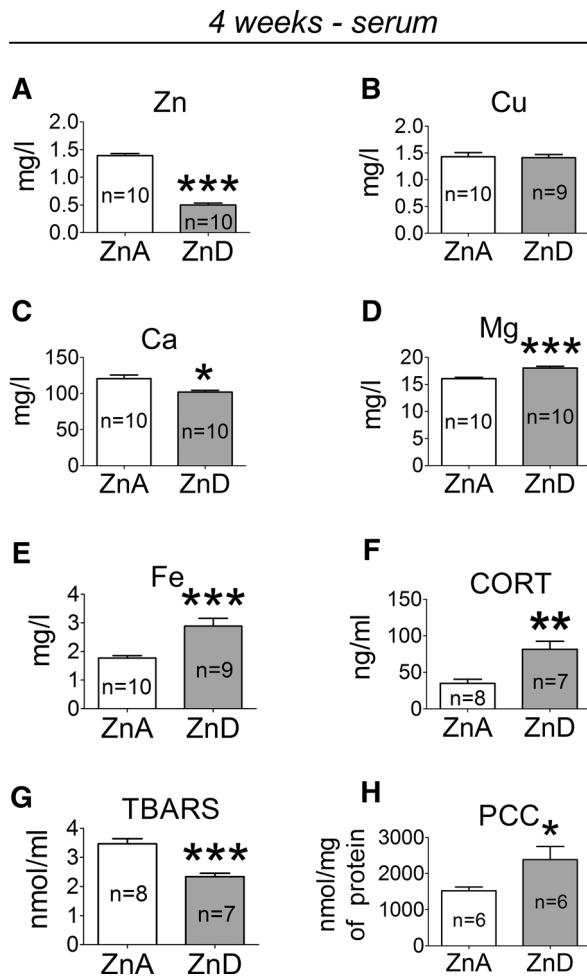 4 weeks - serum
A
Zn
mg/l
2.0
1.5
1.0
0.5
0.0
n=10
***
n=10
ZnA ZnD
B
Cu
mg/l
2.0
1.5
1.0
0.5
0.0
n=10
n=9
ZnA ZnD
C
Ca
mg/l
150
100
50
0
n=10
*
n=10
ZnA ZnD
D
Mg
mg/l
20
15
10
5
0
n=10
***
n=10
ZnA ZnD
E
Fe
mg/l
4
3
2
1
0
n=10
***
n=9
ZnA ZnD
F
CORT
ng/ml
150
100
50
0
n=8
**
n=7
ZnA ZnD
G
TBARS
nmol/ml
4
3
2
1
0
n=8
***
n=7
ZnA ZnD
H
PCC
nmol/mg
of protein
3000
2000
1000
0
n=6
*
n=6
ZnA ZnD